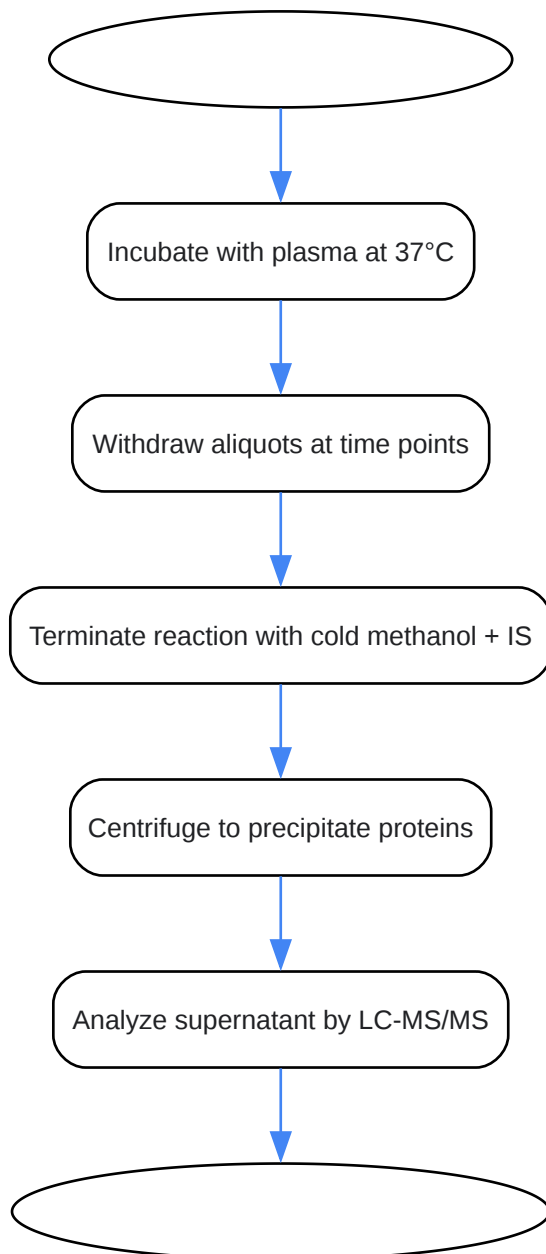 Incubate with plasma at 37°C
Withdraw aliquots at time points
Terminate reaction with cold methanol + IS
Centrifuge to precipitate proteins
Analyze supernatant by LC-MS/MS